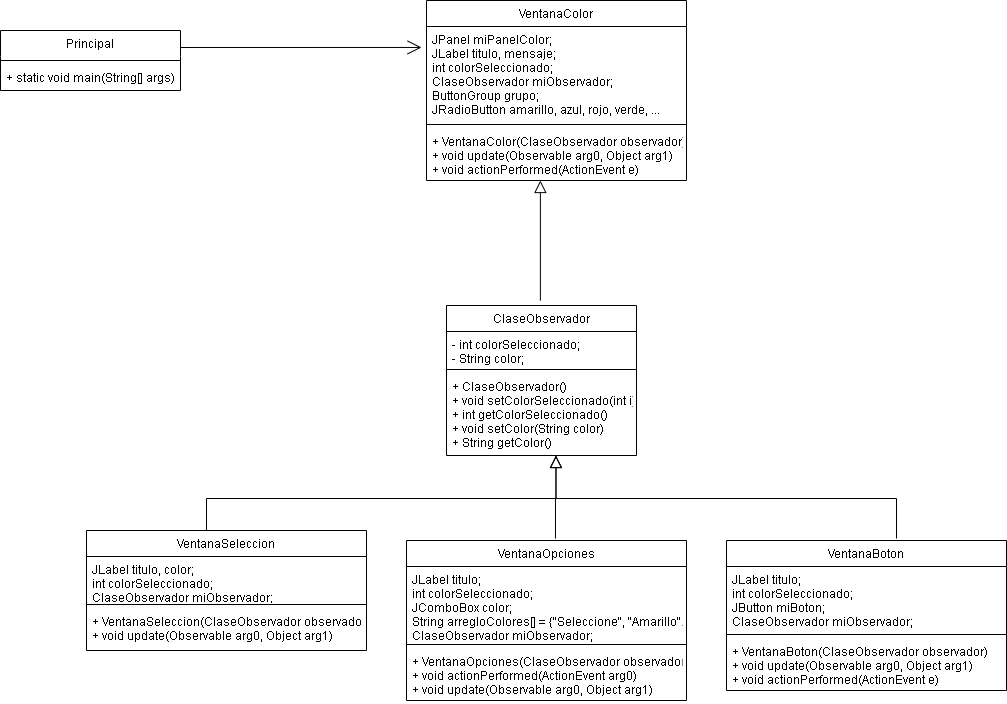 Principal
+ static void main(String[] args)
VentanaColor
JPanel miPanelColor;
JLabel titulo, mensaje;
int colorSeleccionado;
ClaseObservador miObservador;
ButtonGroup grupo;
JRadioButton amarillo, azul, rojo, verde, ...
+ VentanaColor(ClaseObservador observador
+ void update(Observable arg0, Object arg1)
+ void actionPerformed(ActionEvent e)
ClaseObservador
- int colorSeleccionado;
- String color;
+ ClaseObservador()
+ void setColorSeleccionado(int i
+ int getColorSeleccionado()
+ void setColor(String color)
+ String getColor()
VentanaSeleccion
JLabel titulo, color;
int colorSeleccionado;
ClaseObservador miObservador;
+ VentanaSeleccion(ClaseObservador observado
+ void update(Observable arg0, Object arg1)
VentanaOpciones
JLabel titulo;
int colorSeleccionado;
JComboBox color;
String arregloColores[] = {"Seleccione", "Amarillo".
ClaseObservador miObservador;
+ VentanaOpciones(ClaseObservador observador
+ void actionPerformed(ActionEvent arg0)
+ void update(Observable arg0, Object arg1)
VentanaBoton
JLabel titulo;
int colorSeleccionado;
JButton miBoton;
ClaseObservador miObservador;
+ VentanaBoton(ClaseObservador observador)
+ void update(Observable arg0, Object arg1)
+ void actionPerformed(ActionEvent e)